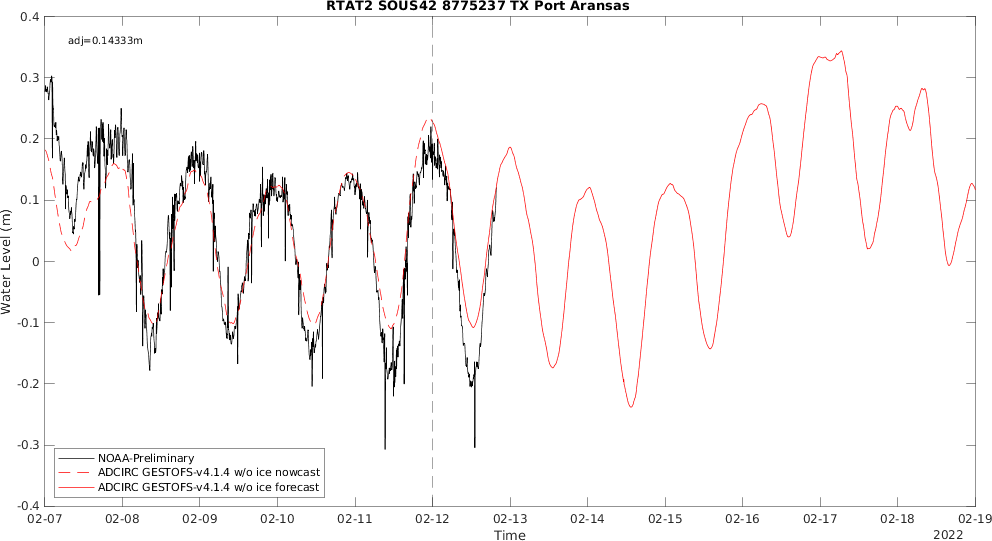 RTAT2 SOUS42 8775237 TX Port Aransas
adj=0.14333m
0.4
0.3
0.2
0.1
0
-0.1
-0.2
-0.3
-0.4
Water Level (m)
NOAA-Preliminary
ADCIRC GESTOFS-v4.1.4 w/o ice nowcast
ADCIRC GESTOFS-v4.1.4 w/o ice forecast
02-07 02-08 02-09 02-10 02-11 02-12 02-13 02-14 02-15 02-16 02-17 02-18 02-19
Time
2022